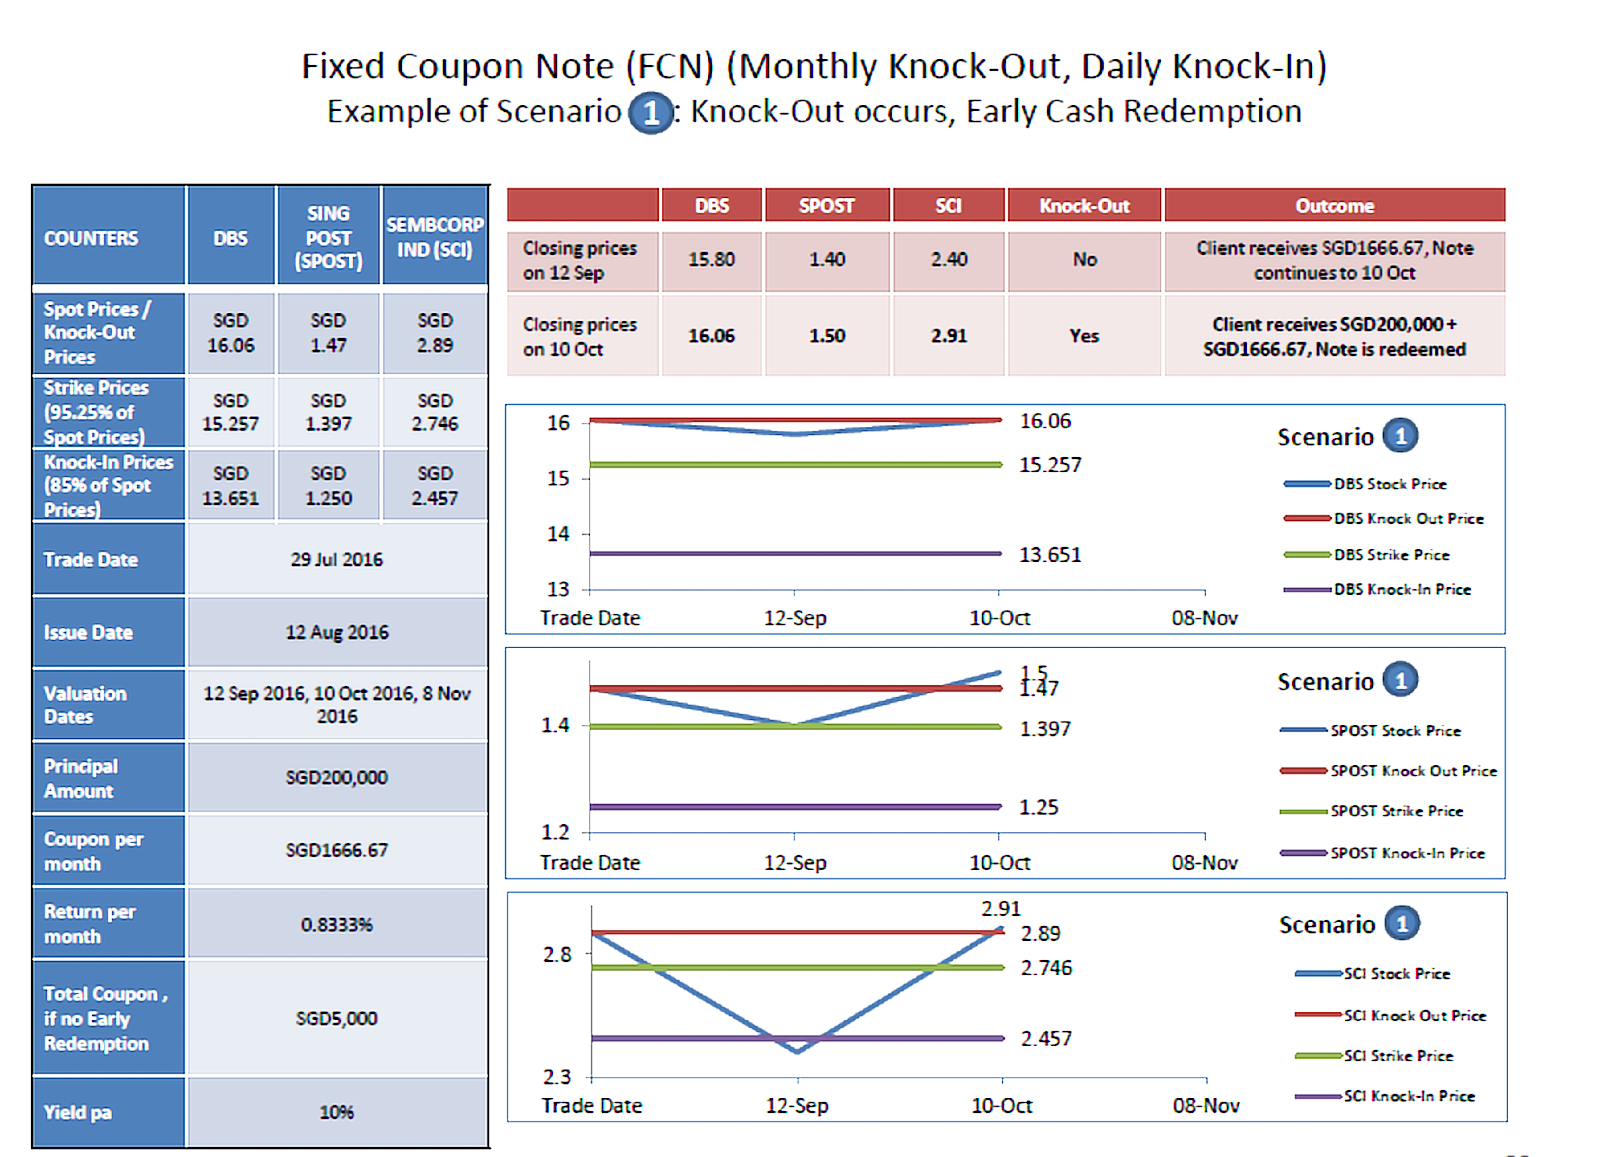 Fixed Coupon Note (FCN) (Monthly Knock-Out, Daily Knock-In)
Example of Scenario 1: Knock-Out occurs, Early Cash Redemption
COUNTERS
DBS
SING
POST
(SPOST)
SEMBCORP
IND (SCI)
Spot Prices /
Knock-Out
Prices
SGD
16.06
SGD
1.47
SGD
2.89
Strike Prices
(95.25% of
Spot Prices)
SGD
15.257
SGD
1.397
SGD
2.746
Knock-In Prices
(85% of Spot
Prices)
SGD
13.651
SGD
1.250
SGD
2.457
Trade Date
29 Jul 2016
Issue Date
12 Aug 2016
Valuation
Dates
12 Sep 2016, 10 Oct 2016, 8 Nov
2016
Principal
Amount
SGD200,000
Coupon per
month
SGD1666.67
Return per
month
0.8333%
Total Coupon ,
if no Early
Redemption
SGD5,000
Yield pa
10%
DBS
SPOST
SCI
Knock-Out
Outcome
Closing prices
on 12 Sep
15.80
1.40
2.40
No
Client receives SGD1666.67, Note
continues to 10 Oct
Closing prices
on 10 Oct
16.06
1.50
2.91
Yes
Client receives SGD200,000 +
SGD1666.67, Note is redeemed
16
15
14
13
16.06
15.257
13.651
Trade Date
12-Sep
10-Oct
08-Nov
Scenario 1
DBS Stock Price
DBS Knock Out Price
DBS Strike Price
DBS Knock-In Price
1.4
1.2
1.5
1.47
1.397
1.25
Trade Date
12-Sep
10-Oct
08-Nov
Scenario 1
SPOST Stock Price
SPOST Knock Out Price
SPOST Strike Price
SPOST Knock-In Price
2.8
2.3
2.91
2.89
2.746
2.457
Trade Date
12-Sep
10-Oct
08-Nov
Scenario 1
SCI Stock Price
SCI Knock Out Price
SCI Strike Price
SCI Knock-In Price